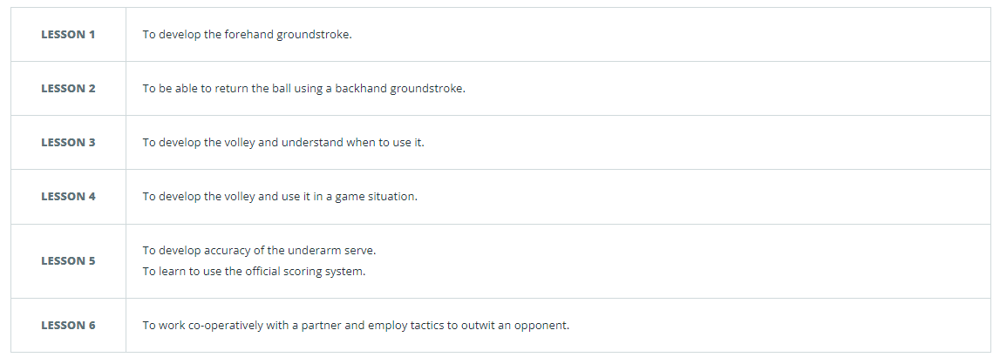 LESSON 1
To develop the forehand groundstroke.
LESSON 2
To be able to return the ball using a backhand groundstroke.
LESSON 3
To develop the volley and understand when to use it.
LESSON 4
To develop the volley and use it in a game situation.
LESSON 5
To develop accuracy of the underarm serve.
To learn to use the official scoring system.
LESSON 6
To work co-operatively with a partner and employ tactics to outwit an opponent.